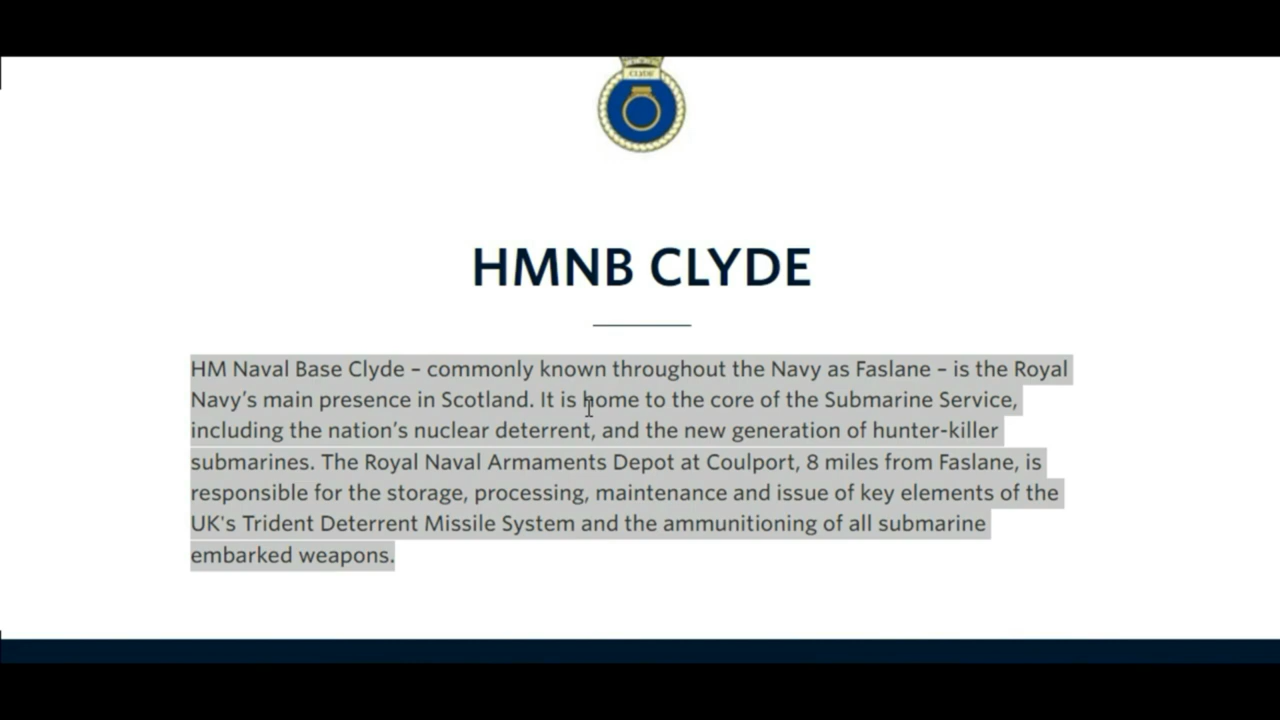 CLYDE
HMNB CLYDE
HM Naval Base Clyde – commonly known throughout the Navy as Faslane – is the Royal
Navy’s main presence in Scotland. It is home to the core of the Submarine Service,
including the nation’s nuclear deterrent, and the new generation of hunter-killer
submarines. The Royal Naval Armaments Depot at Coulport, 8 miles from Faslane, is
responsible for the storage, processing, maintenance and issue of key elements of the
UK's Trident Deterrent Missile System and the ammunitioning of all submarine
embarked weapons.